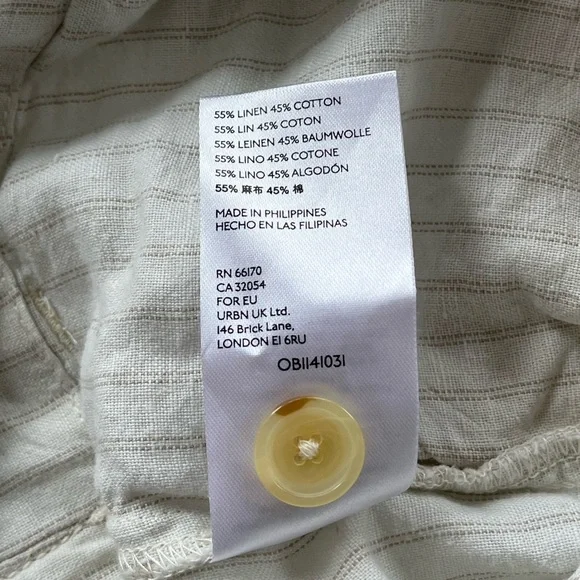 55% LINEN 45% COTTON
55% LIN 45% COTON
55% LEINEN 45% BAUMWOLLE
55% LINO 45% COTONE
55% LINO 45% ALGODÓN
55% 麻布 45% 棉
MADE IN PHILIPPINES
HECHO EN LAS FILIPINAS
RN 66170
CA 32054
FOR EU
URBN UK Ltd.
146 Brick Lane,
LONDON E1 6RU
OB1141031